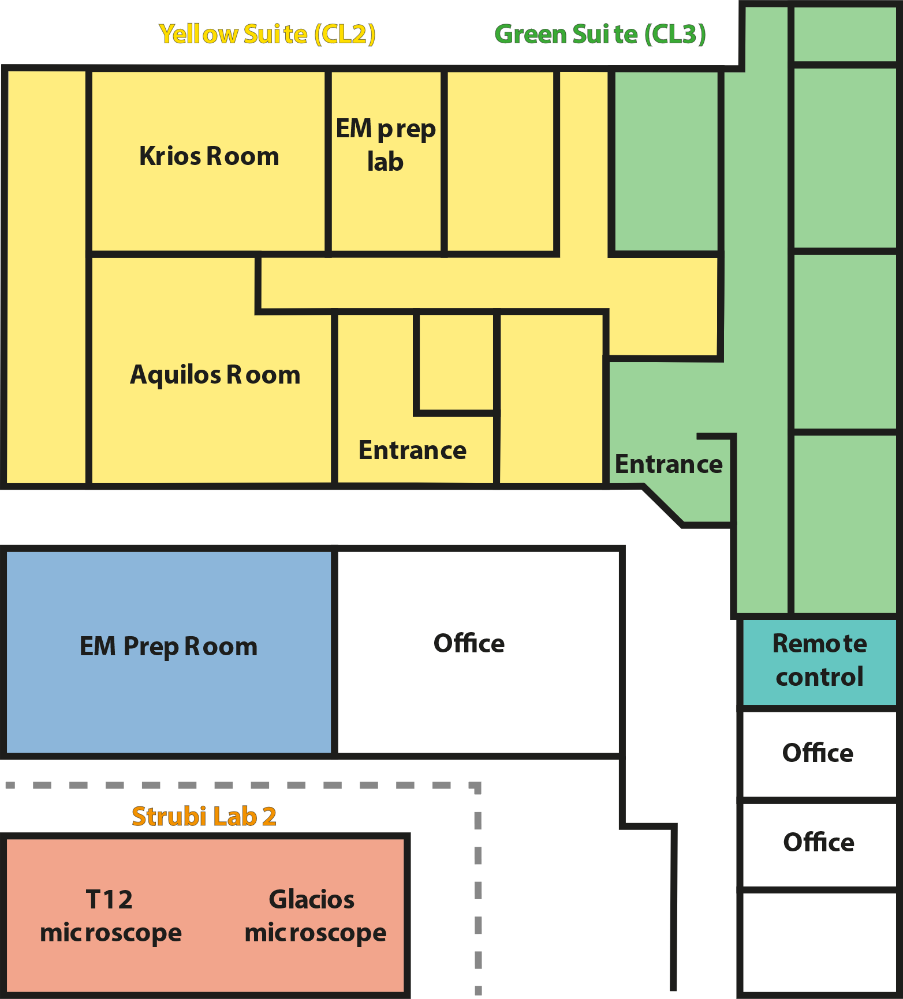 Yellow Suite (CL2)
Green Suite (CL3)
Krios Room
EM prep
lab
Aquilos Room
Entrance
Entrance
EM Prep Room
Office
Remote
control
Office
Office
Strubi Lab 2
T12
microscope
Glacios
microscope